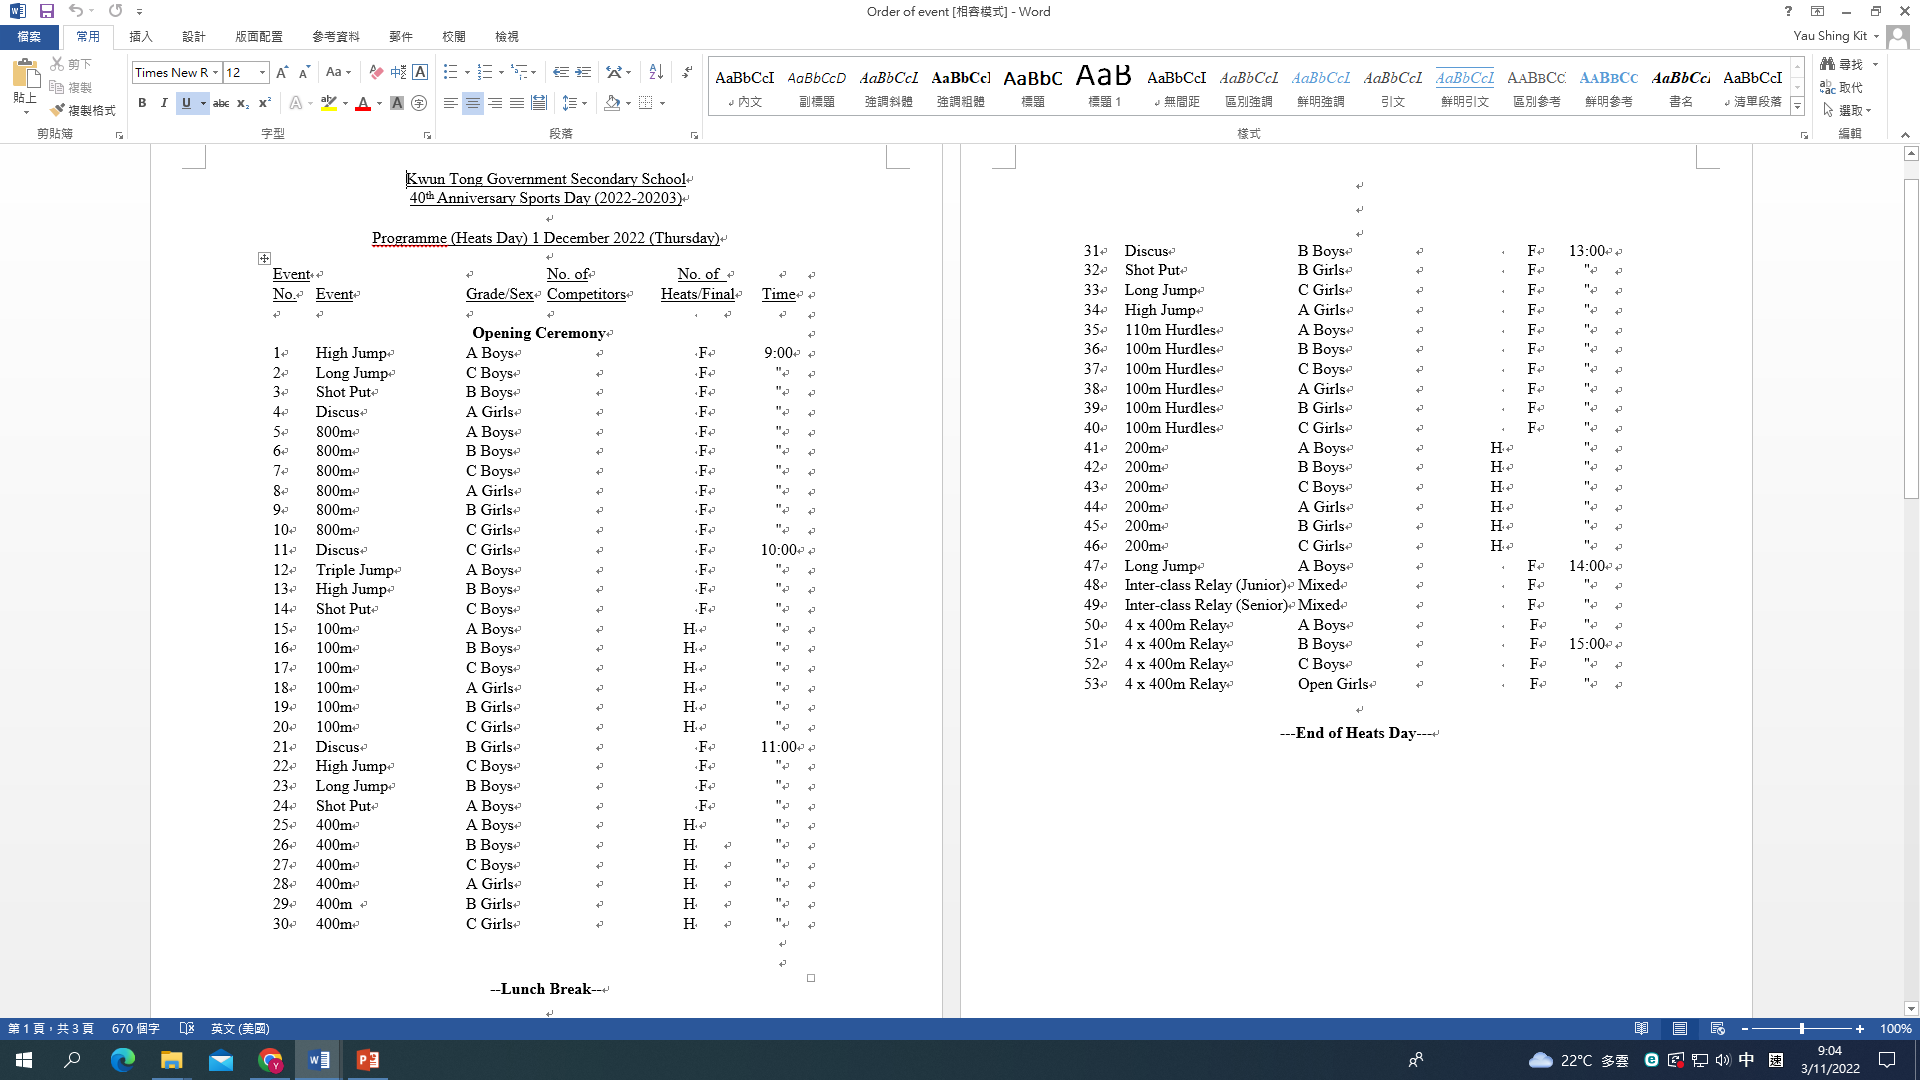 Order of event [相容模式] - Word
檔案 常用 插入 設計 版面配置 參考資料 郵件 校閱 檢視
Yau Shing Kit
貼上 剪下 複製 複製格式
Times New R 12
AaBbCcI AaBbCcD AaBbCcL AaBbCcI AaBbC AaB AaBbCcI AaBbCcL AaBbCcL AaBbCcL AaBbCcL AaBbCc AaBbCc AaBbCcI AaBbCcI
內文 副標題 強調斜體 強調粗體 標題 標題 1 無間距 區別強調 鮮明強調 引文 鮮明引文 區別參考 鮮明參考 書名 清單段落
尋找 取代 選取
剪貼簿 字型 段落 樣式 編輯
Kwun Tong Government Secondary School
40th Anniversary Sports Day (2022-20203)
Programme (Heats Day) 1 December 2022 (Thursday)
Event No. of No. of
No. Event Grade/Sex Competitors Heats/Final Time
Opening Ceremony
1 High Jump A Boys F 9:00
2 Long Jump C Boys F "
3 Shot Put B Boys F "
4 Discus A Girls F "
5 800m A Boys F "
6 800m B Boys F "
7 800m C Boys F "
8 800m A Girls F "
9 800m B Girls F "
10 800m C Girls F "
11 Discus C Girls F 10:00
12 Triple Jump A Boys F "
13 High Jump B Boys F "
14 Shot Put C Boys F "
15 100m A Boys H "
16 100m B Boys H "
17 100m C Boys H "
18 100m A Girls H "
19 100m B Girls H "
20 100m C Girls H "
21 Discus B Girls F 11:00
22 High Jump C Boys F "
23 Long Jump B Boys F "
24 Shot Put A Boys F "
25 400m A Boys H "
26 400m B Boys H "
27 400m C Boys H "
28 400m A Girls H "
29 400m B Girls H "
30 400m C Girls H "
--Lunch Break--
31 Discus B Boys F 13:00
32 Shot Put B Girls F "
33 Long Jump C Girls F "
34 High Jump A Girls F "
35 110m Hurdles A Boys F "
36 100m Hurdles B Boys F "
37 100m Hurdles C Boys F "
38 100m Hurdles A Girls F "
39 100m Hurdles B Girls F "
40 100m Hurdles C Girls F "
41 200m A Boys H "
42 200m B Boys H "
43 200m C Boys H "
44 200m A Girls H "
45 200m B Girls H "
46 200m C Girls H "
47 Long Jump A Boys F 14:00
48 Inter-class Relay (Junior) Mixed F "
49 Inter-class Relay (Senior) Mixed F "
50 4 x 400m Relay A Boys F "
51 4 x 400m Relay B Boys F 15:00
52 4 x 400m Relay C Boys F "
53 4 x 400m Relay Open Girls F "
---End of Heats Day---
第 1 頁，共 3 頁 670 個字 英文 (美國) 100%
22°C 多雲 中 9:04
3/11/2022